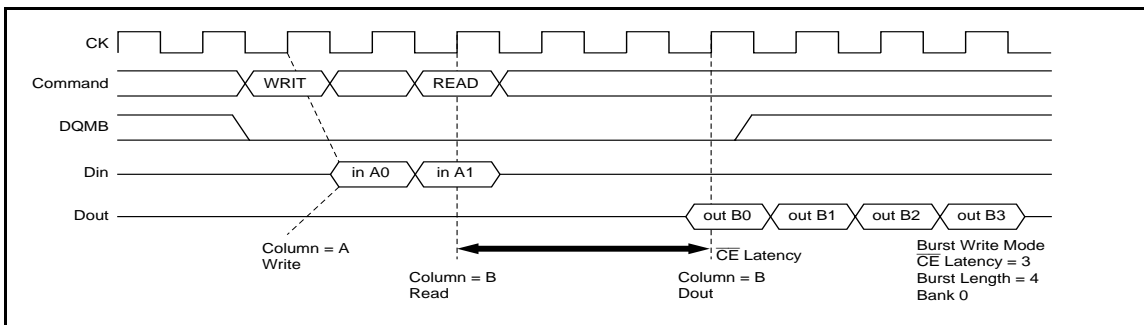 CK
Command WRIT READ
DQMB
Din in A0 in A1
Dout out B0 out B1 out B2 out B3
Column = A
Write
Column = B
Read
CE Latency
Column = B
Dout
Burst Write Mode
CE Latency = 3
Burst Length = 4
Bank 0